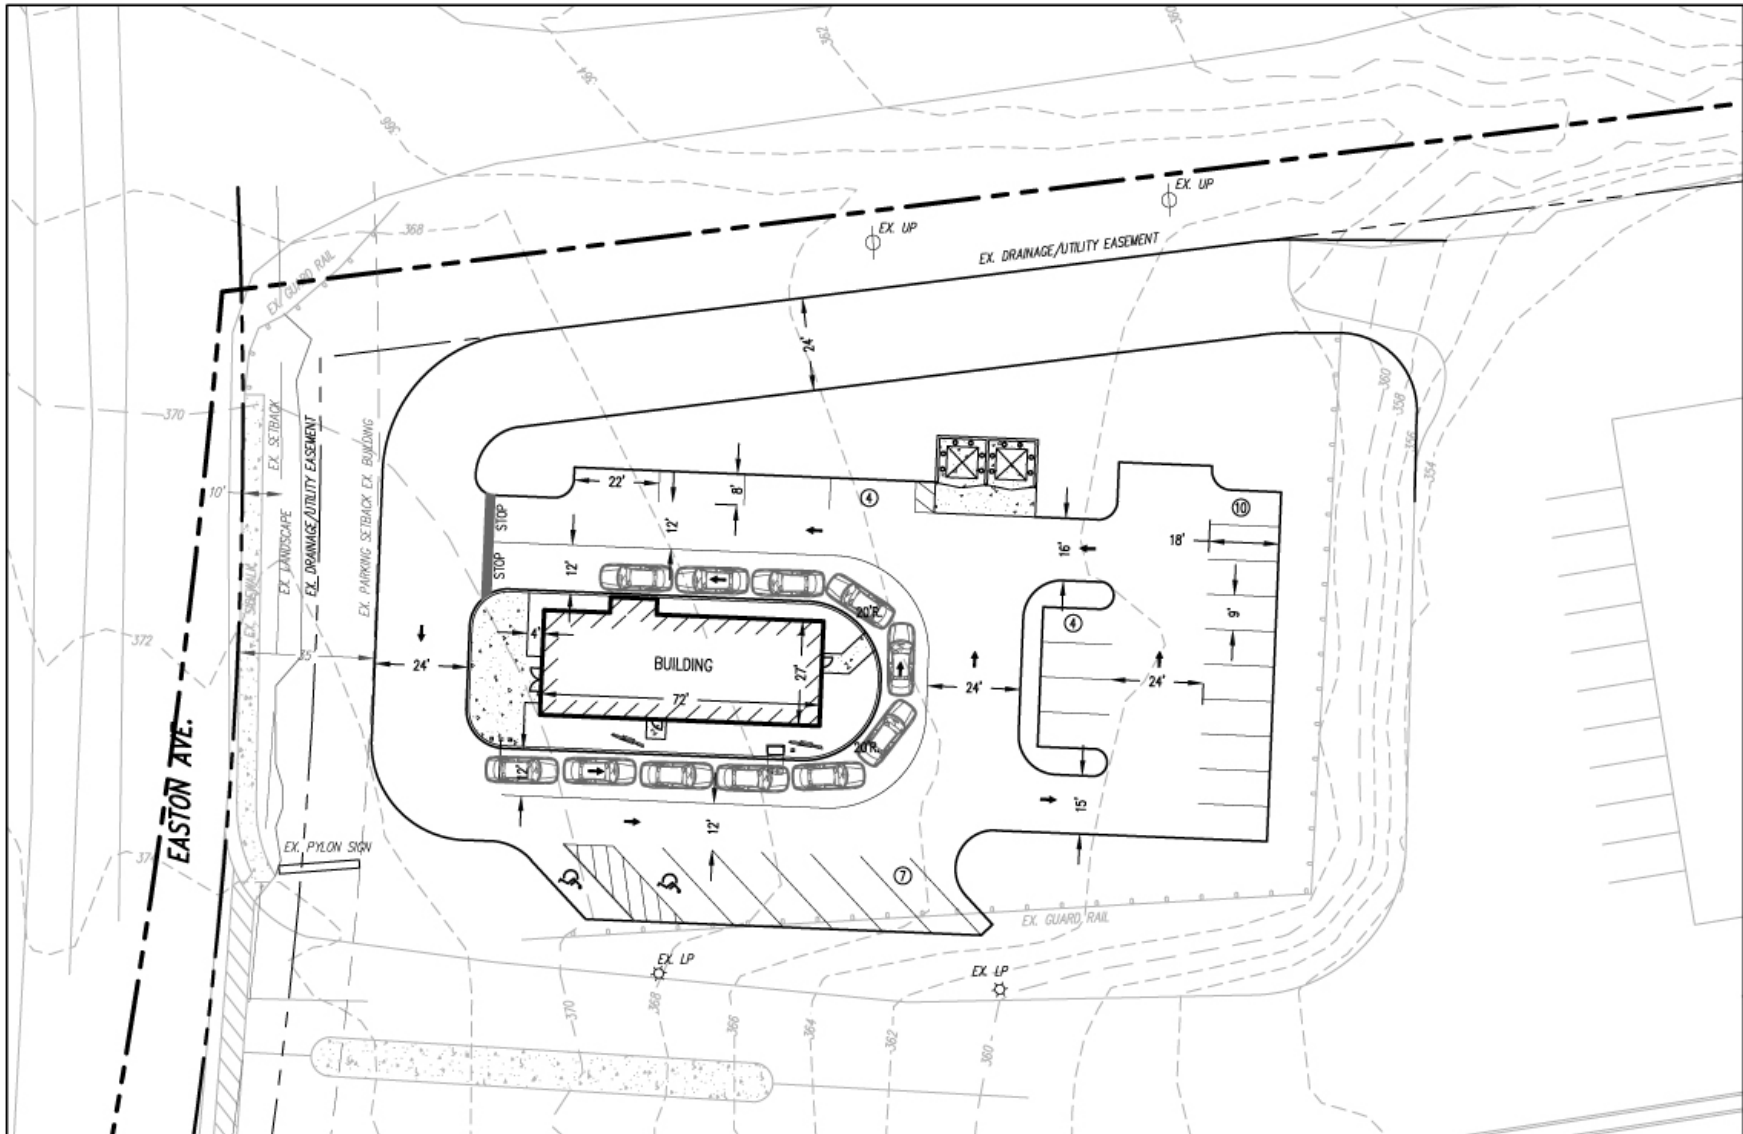 360
362
364
366
EX. UP
EX. UP
368
EX. DRAINAGE/UTILITY EASEMENT
EX. GUARD RAIL
24'
360
358
356
354
370
EX. SETBACK
EX. LANDSCAPE
EX. DRAINAGE/UTILITY EASEMENT
EX. PARKING SETBACK EX. BUILDING
EX. SIDEWALK
10'
22'
8'
4
10
STOP
STOP
12'
12'
16'
18'
20'R.
4'
BUILDING
27'
72'
4
9'
372
35'
24'
24'
24'
20'R.
12'
12'
15'
EASTON AVE.
374
EX. PYLON SIGN
7
EX. GUARD RAIL
EX. LP
EX. LP
370
368
366
364
362
360